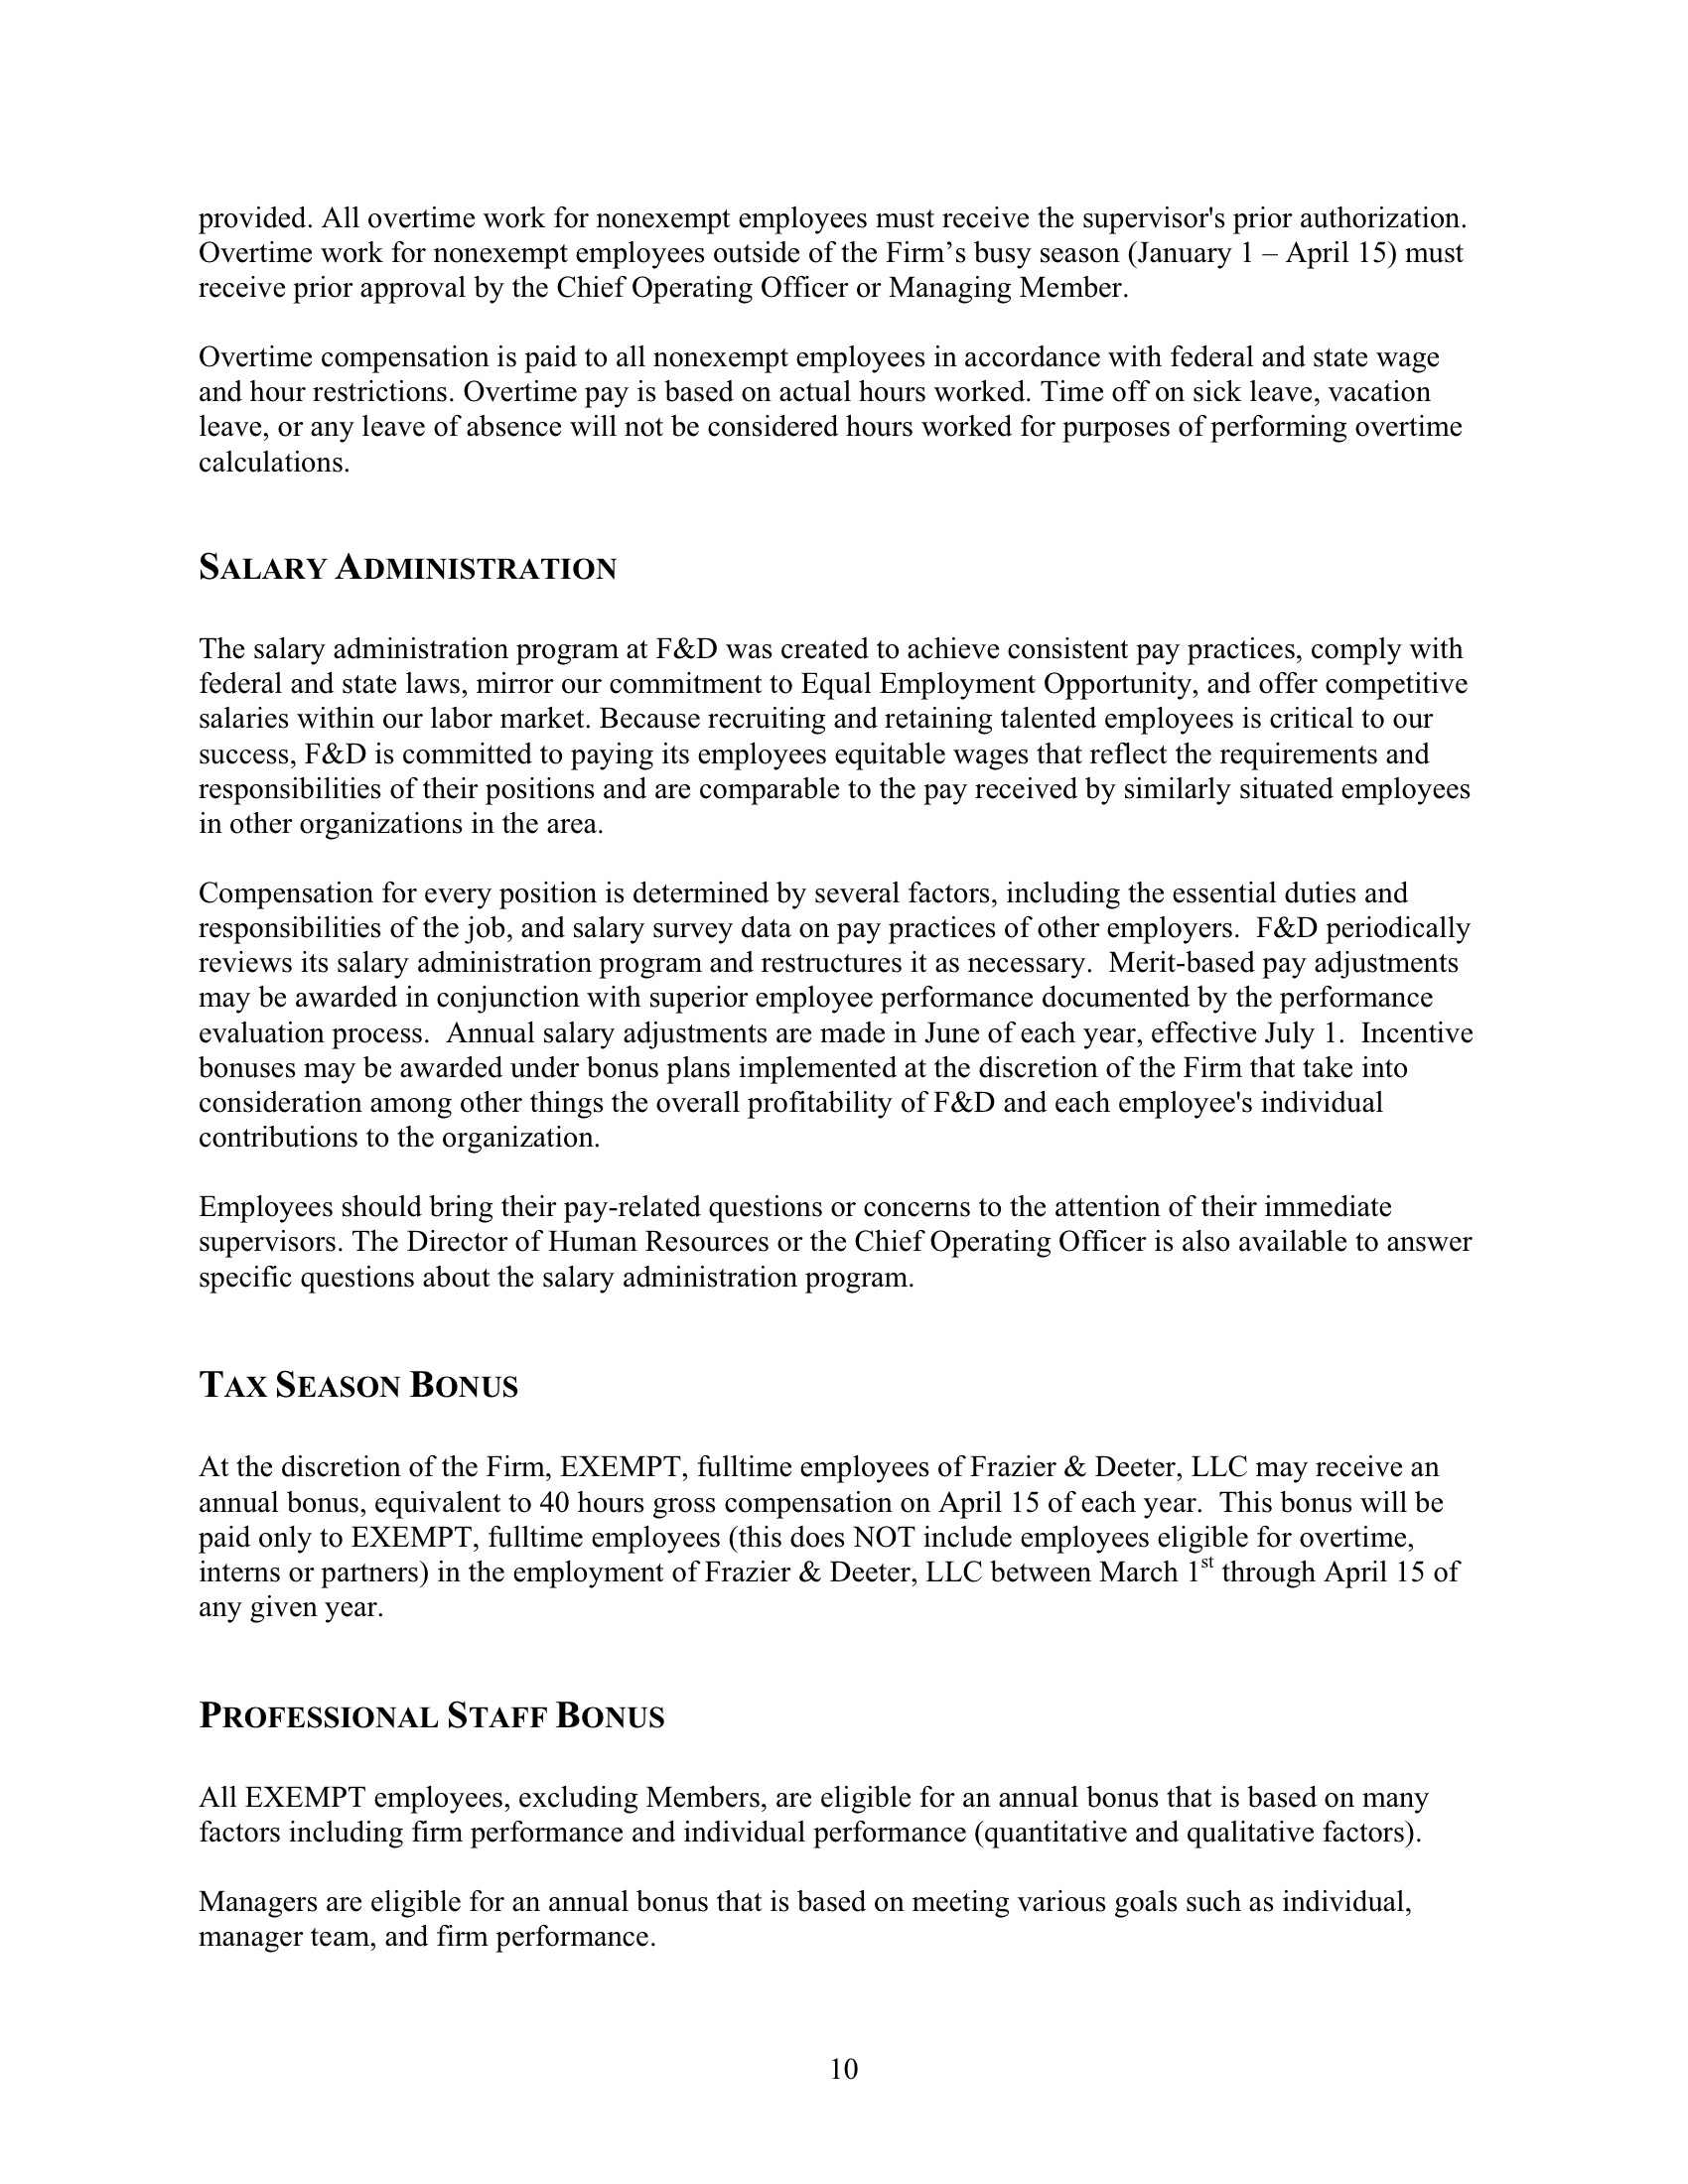 provided. All overtime work for nonexempt employees must receive the supervisor's prior authorization.
Overtime work for nonexempt employees outside of the Firm’s busy season (January 1 – April 15) must
receive prior approval by the Chief Operating Officer or Managing Member.
Overtime compensation is paid to all nonexempt employees in accordance with federal and state wage
and hour restrictions. Overtime pay is based on actual hours worked. Time off on sick leave, vacation
leave, or any leave of absence will not be considered hours worked for purposes of performing overtime
calculations.
SALARY ADMINISTRATION
The salary administration program at F&D was created to achieve consistent pay practices, comply with
federal and state laws, mirror our commitment to Equal Employment Opportunity, and offer competitive
salaries within our labor market. Because recruiting and retaining talented employees is critical to our
success, F&D is committed to paying its employees equitable wages that reflect the requirements and
responsibilities of their positions and are comparable to the pay received by similarly situated employees
in other organizations in the area.
Compensation for every position is determined by several factors, including the essential duties and
responsibilities of the job, and salary survey data on pay practices of other employers.  F&D periodically
reviews its salary administration program and restructures it as necessary.  Merit-based pay adjustments
may be awarded in conjunction with superior employee performance documented by the performance
evaluation process.  Annual salary adjustments are made in June of each year, effective July 1.  Incentive
bonuses may be awarded under bonus plans implemented at the discretion of the Firm that take into
consideration among other things the overall profitability of F&D and each employee's individual
contributions to the organization.
Employees should bring their pay-related questions or concerns to the attention of their immediate
supervisors. The Director of Human Resources or the Chief Operating Officer is also available to answer
specific questions about the salary administration program.
TAX SEASON BONUS
At the discretion of the Firm, EXEMPT, fulltime employees of Frazier & Deeter, LLC may receive an
annual bonus, equivalent to 40 hours gross compensation on April 15 of each year.  This bonus will be
paid only to EXEMPT, fulltime employees (this does NOT include employees eligible for overtime,
interns or partners) in the employment of Frazier & Deeter, LLC between March 1st through April 15 of
any given year.
PROFESSIONAL STAFF BONUS
All EXEMPT employees, excluding Members, are eligible for an annual bonus that is based on many
factors including firm performance and individual performance (quantitative and qualitative factors).
Managers are eligible for an annual bonus that is based on meeting various goals such as individual,
manager team, and firm performance.
10